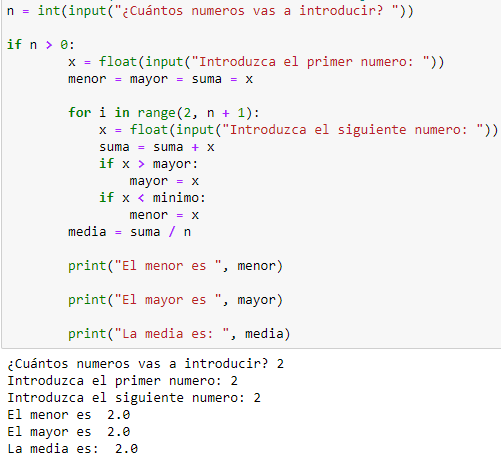 n = int(input("¿Cuántos numeros vas a introducir? "))
if n > 0:
x = float(input("Introduzca el primer numero: "))
menor = mayor = suma = x
for i in range(2, n + 1):
x = float(input("Introduzca el siguiente numero: "))
suma = suma + x
if x > mayor:
mayor = x
if x < minimo:
menor = x
media = suma / n
print("El menor es ", menor)
print("El mayor es ", mayor)
print("La media es: ", media)
¿Cuántos numeros vas a introducir? 2
Introduzca el primer numero: 2
Introduzca el siguiente numero: 2
El menor es  2.0
El mayor es  2.0
La media es:  2.0